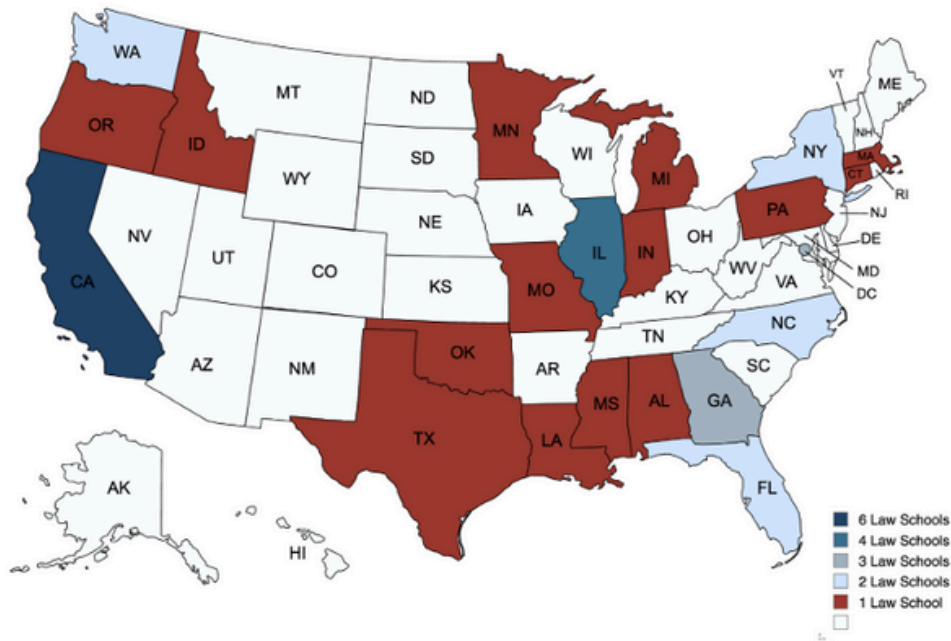 WA
MT
ND
MN
OR
ID
SD
WI
MI
NY
VT
ME
NH
MA
CT
RI
WY
NE
IA
PA
NJ
NV
UT
CO
KS
MO
IL
IN
OH
WV
VA
DE
MD
DC
CA
KY
NC
AZ
NM
OK
AR
TN
SC
TX
LA
MS
AL
GA
FL
AK
HI
6 Law Schools
4 Law Schools
3 Law Schools
2 Law Schools
1 Law School